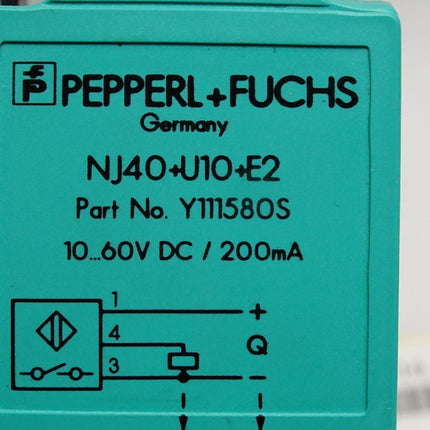 PEPPERL+FUCHS
Germany
NJ40+U10+E2
Part No. Y111580S
10...60V DC / 200mA
1 +
4 Q
3 −